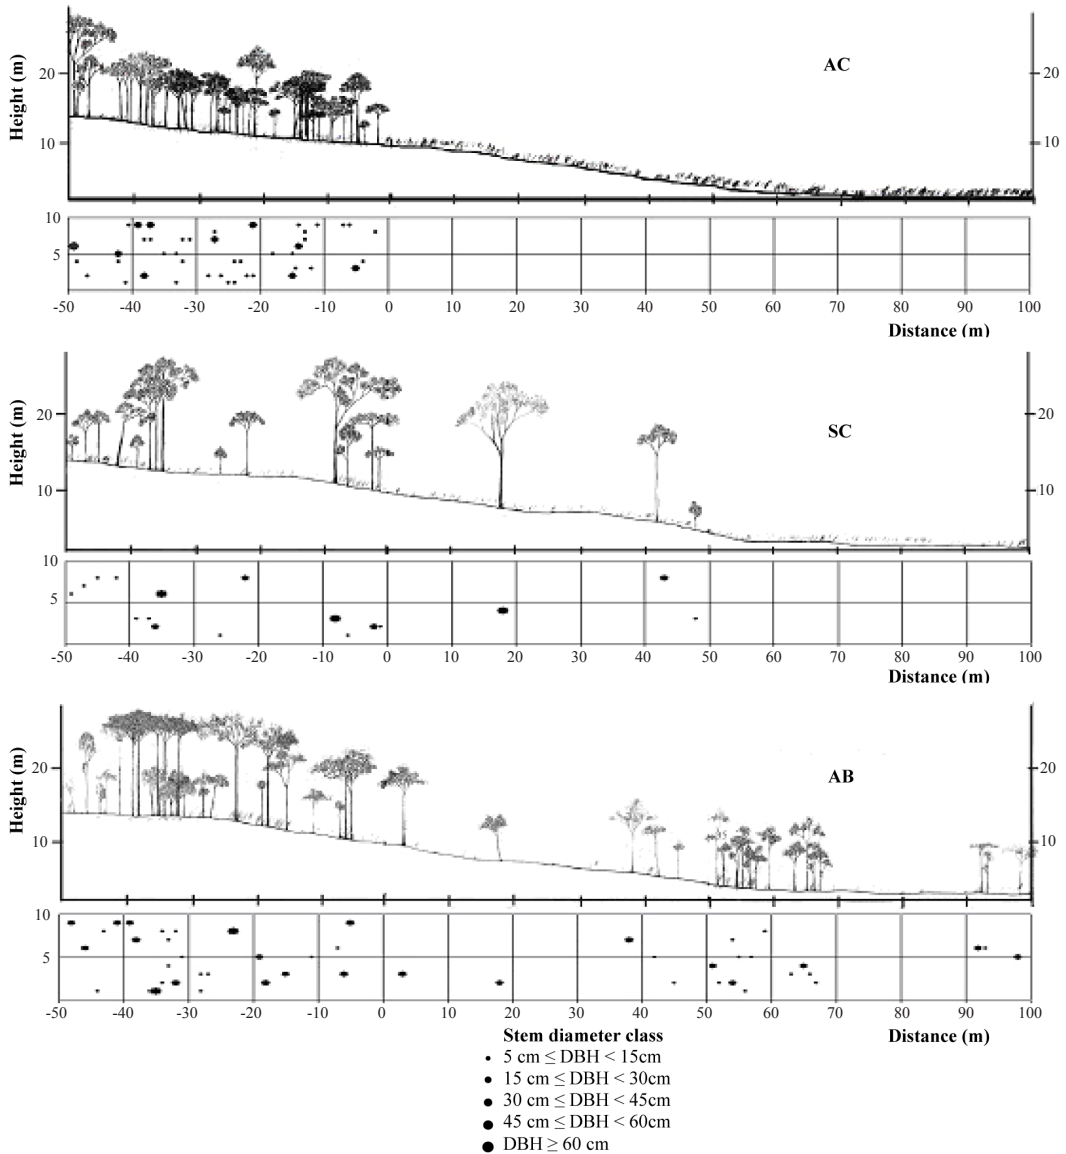 AC
Height (m)
20 20
10 10
10
5
-50 -40 -30 -20 -10 0 10 20 30 40 50 60 70 80 90 100
Distance (m)
SC
Height (m)
20 20
10 10
10
5
-50 -40 -30 -20 -10 0 10 20 30 40 50 60 70 80 90 100
Distance (m)
AB
Height (m)
20 20
10 10
10
5
-50 -40 -30 -20 -10 0 10 20 30 40 50 60 70 80 90 100
Stem diameter class Distance (m)
5 cm ≤ DBH < 15cm
15 cm ≤ DBH < 30cm
30 cm ≤ DBH < 45cm
45 cm ≤ DBH < 60cm
DBH ≥ 60 cm